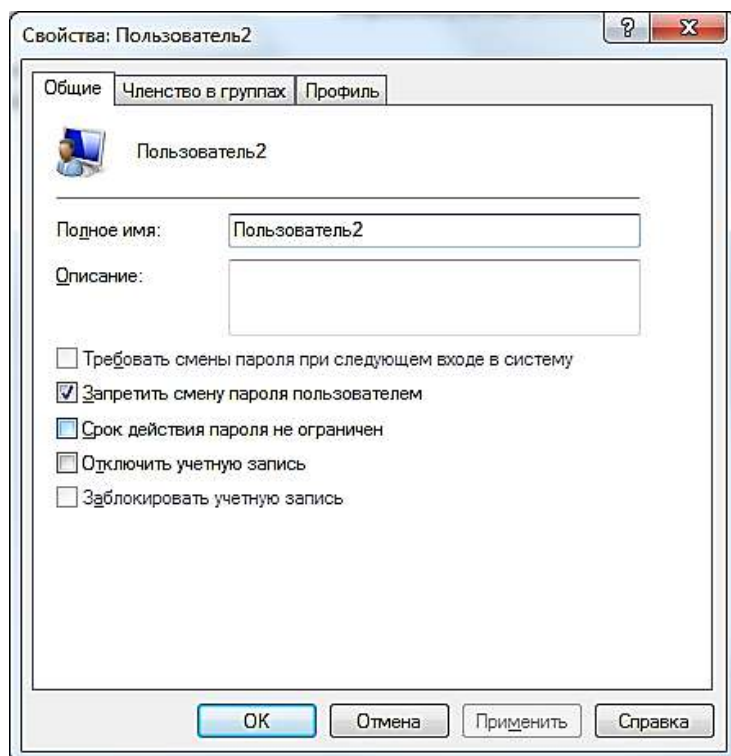 Свойства: Пользователь2
?
Общие Членство в группах Профиль
Пользователь2
Полное имя: Пользователь2
Описание:
Требовать смены пароля при следующем входе в систему
Запретить смену пароля пользователем
Срок действия пароля не ограничен
Отключить учетную запись
Заблокировать учетную запись
OK Отмена Применить Справка